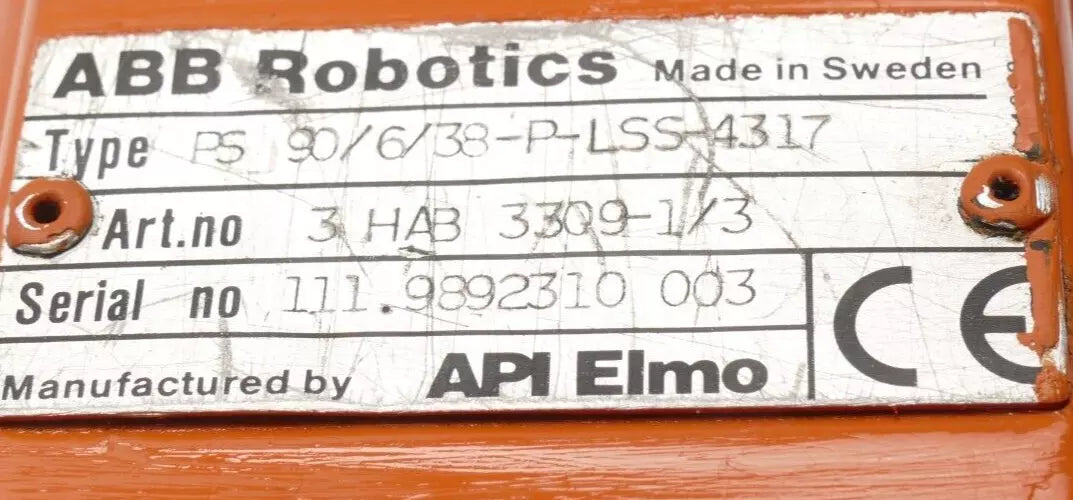 ABB Robotics Made in Sweden
Type PS 90/6/38-P-LSS-4317
Art.no 3 HAB 3309-1/3
Serial no 111.9892310 003
Manufactured by API Elmo
CE